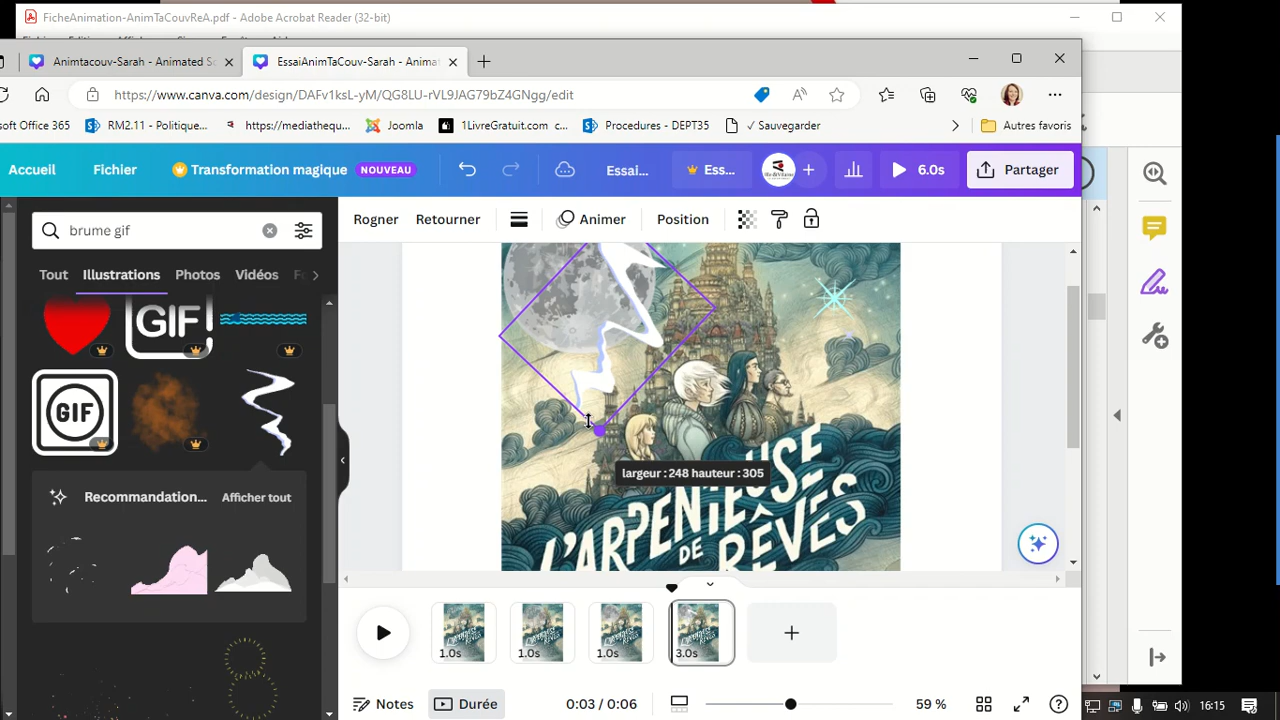 FicheAnimation-AnimTaCouvReA.pdf - Adobe Acrobat Reader (32-bit)
Animtacouv-Sarah - Animated So
EssaiAnimTaCouv-Sarah - Animat
https://www.canva.com/design/DAFv1ksL-yM/QG8LU-rVL9JAG79bZ4GNgg/edit
soft Office 365
RM2.11 - Politique...
https://mediathequ...
Joomla
1LivreGratuit.com c...
Procedures - DEPT35
✓ Sauvegarder
Autres favoris
Accueil
Fichier
Transformation magique
NOUVEAU
Essai...
Ess...
6.0s
Partager
brume gif
Rogner
Retourner
Animer
Position
Tout
Illustrations
Photos
Vidéos
GIF!
GIF
Recommandation...
Afficher tout
largeur : 248 hauteur : 305
L'ARPENTEUSE
DE RÊVES
1.0s
1.0s
1.0s
3.0s
Notes
Durée
0:03 / 0:06
59 %
16:15